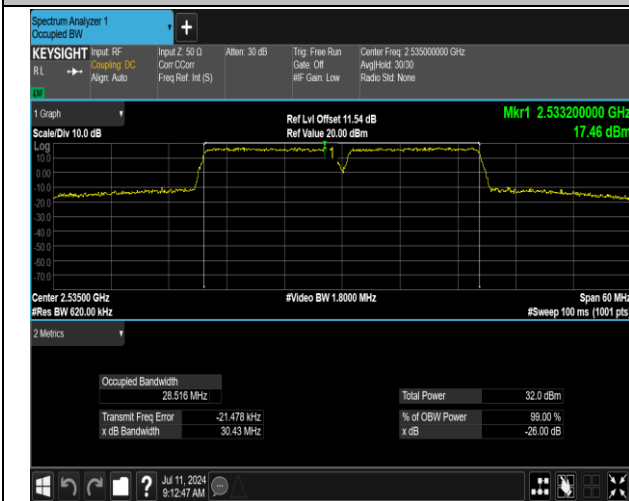 Spectrum Analyzer 1
Occupied BW
+
KEYSIGHT Input: RF Input Z: 50 Ω Atten: 30 dB Trig: Free Run Center Freq: 2.535000000 GHz
RL Coupling: DC Corr CCorr Gate: Off Avg|Hold: 30/30
Align: Auto Freq Ref: Int (S) #IF Gain: Low Radio Std: None
1 Graph
Ref Lvl Offset 11.54 dB Mkr1 2.533200000 GHz
Scale/Div 10.0 dB Ref Value 20.00 dBm 17.46 dBm
Log
10.0
1
0.00
-10.0
-20.0
-30.0
-40.0
-50.0
-60.0
-70.0
Center 2.53500 GHz #Video BW 1.8000 MHz Span 60 MHz
#Res BW 620.00 kHz #Sweep 100 ms (1001 pts
2 Metrics
Occupied Bandwidth
28.516 MHz Total Power 32.0 dBm
Transmit Freq Error -21.478 kHz % of OBW Power 99.00 %
x dB Bandwidth 30.43 MHz x dB -26.00 dB
? Jul 11, 2024
9:12:47 AM